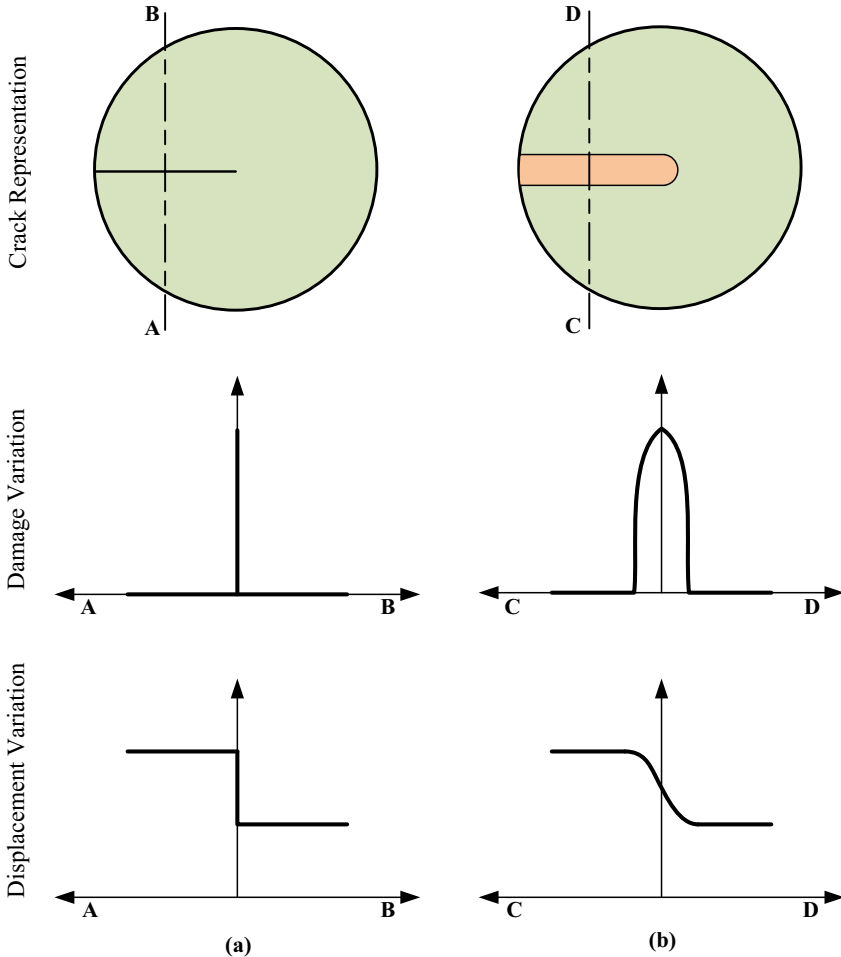 B
D
Crack Representation
A
C
Damage Variation
A
B
C
D
Displacement Variation
A
B
C
D
(a)
(b)